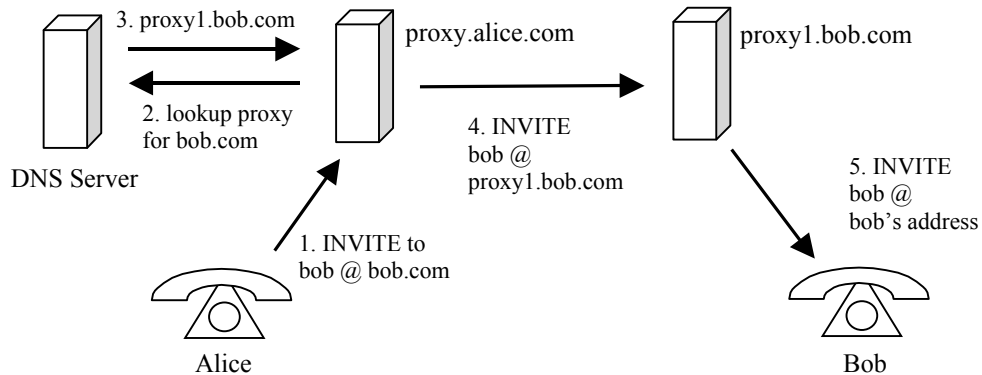 3. proxy1.bob.com
proxy.alice.com
proxy1.bob.com
2. lookup proxy
for bob.com
DNS Server
4. INVITE
bob @
proxy1.bob.com
5. INVITE
bob @
bob's address
1. INVITE to
bob @ bob.com
Alice
Bob